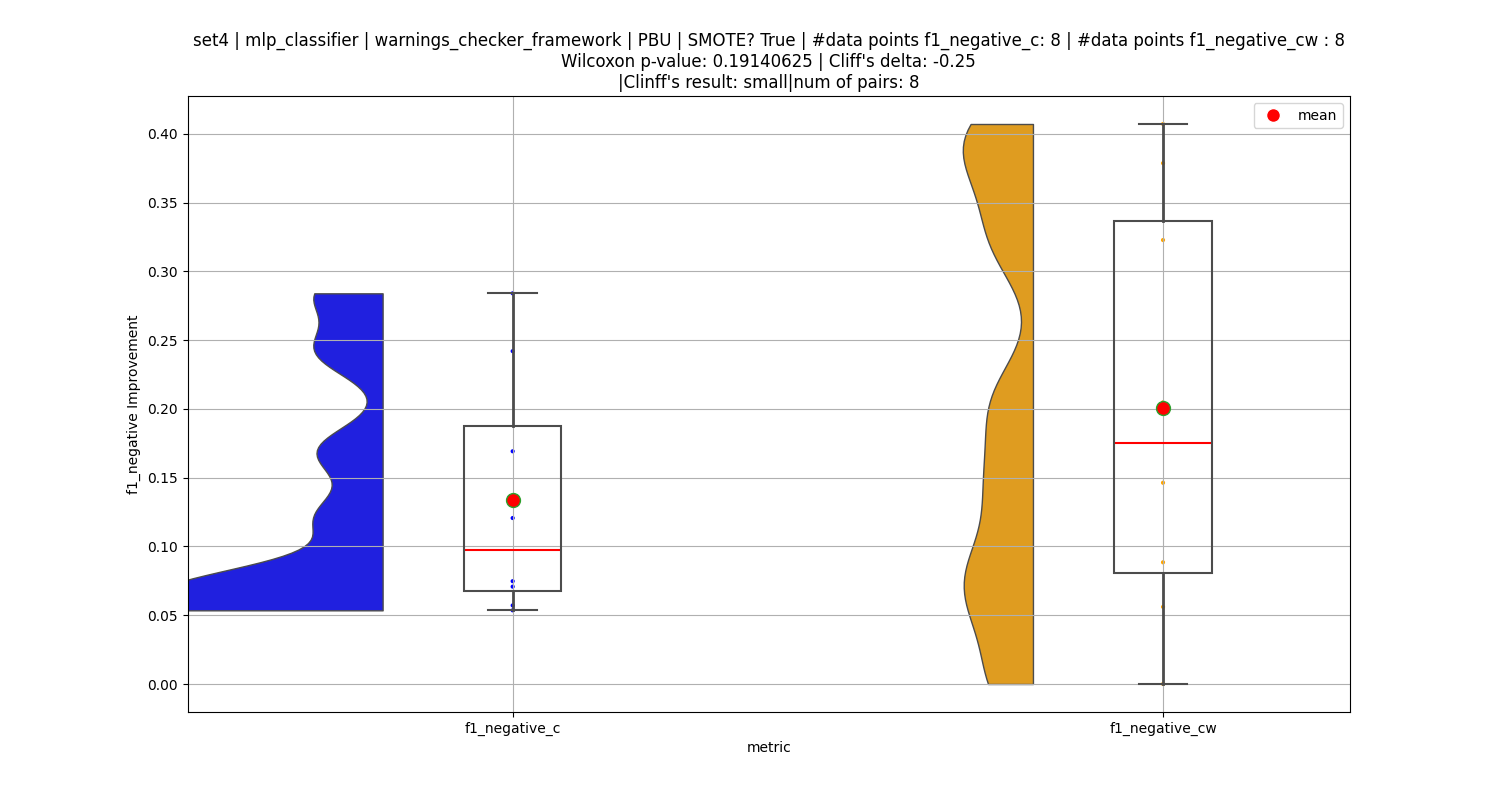 set4 | mlp_classifier | warnings_checker_framework | PBU | SMOTE? True | #data points f1_negative_c: 8 | #data points f1_negative_cw : 8
Wilcoxon p-value: 0.19140625 | Cliff's delta: -0.25
|Clinff's result: small|num of pairs: 8
mean
0.40
0.35
0.30
0.25
0.20
0.15
0.10
0.05
0.00
f1_negative Improvement
f1_negative_c
f1_negative_cw
metric